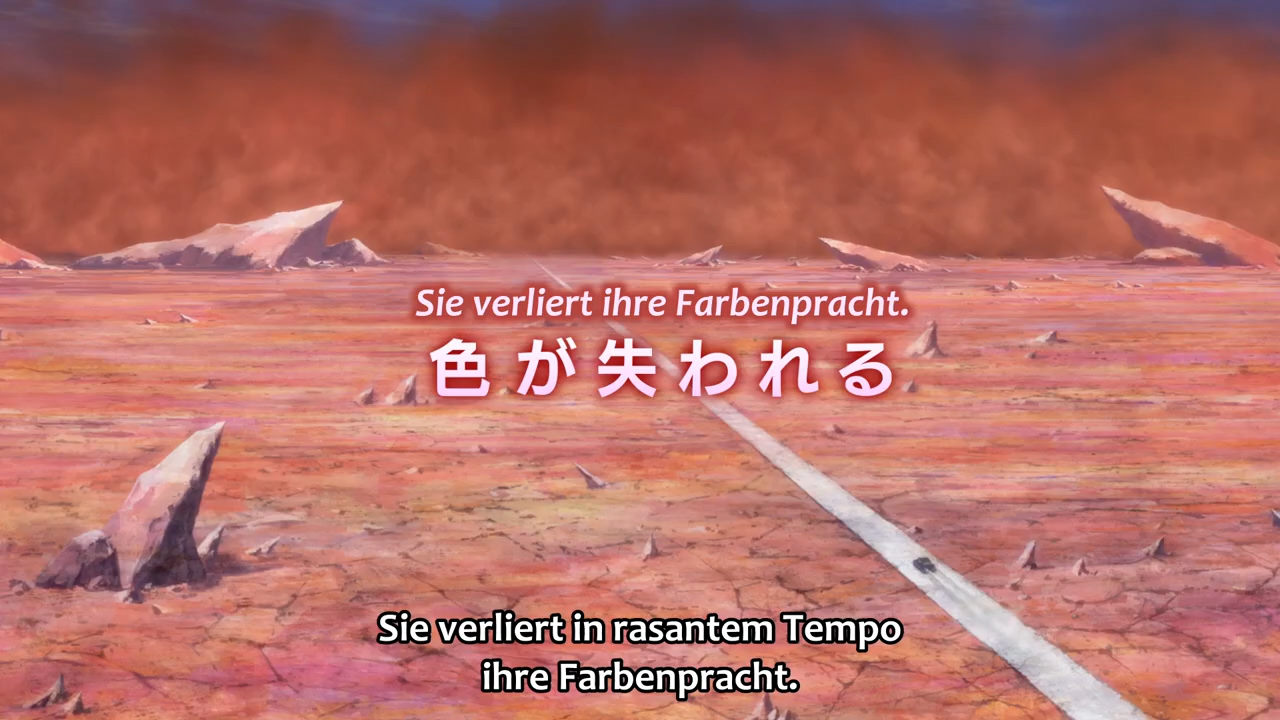 Sie verliert ihre Farbenpracht.
色が失われる
Sie verliert in rasantem Tempo
ihre Farbenpracht.